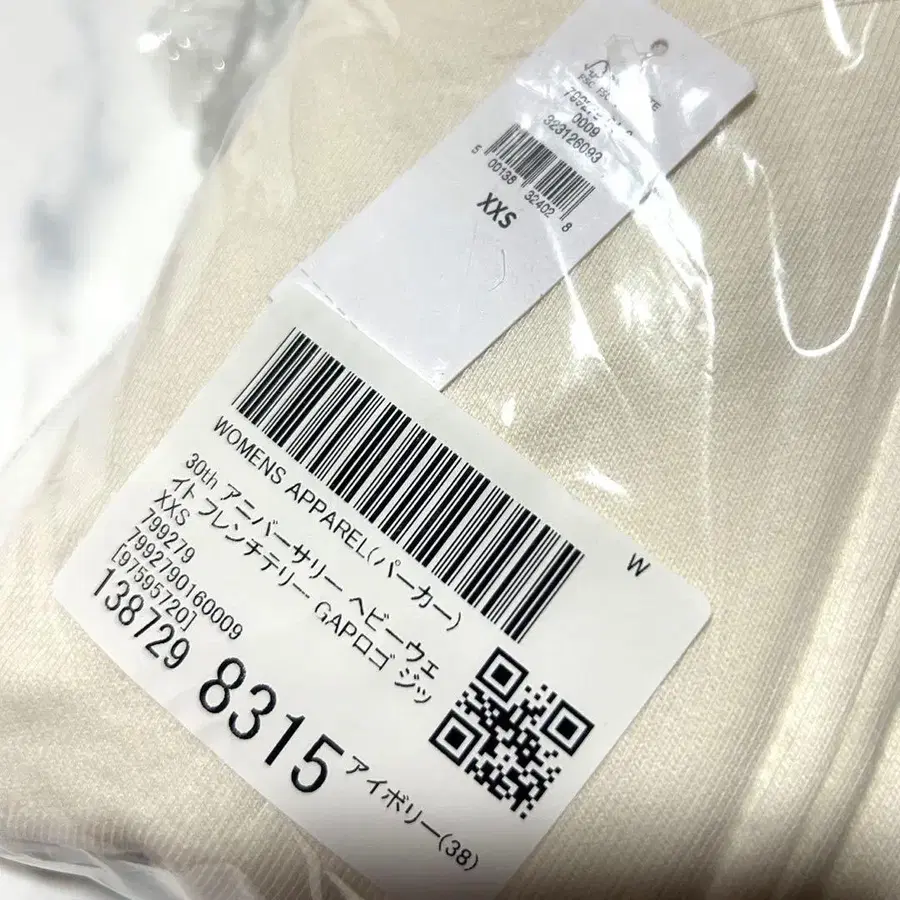 0009
323126093
5 00138 32402 8
XXS
WOMENS APPAREL(パーカー)
W
30th アニバーサリー ヘビーウェ
イト フレンチテリー GAPロゴ ジッ
XXS
799279
7992790160009
[97595720]
138729
8315
アイボリー(38)